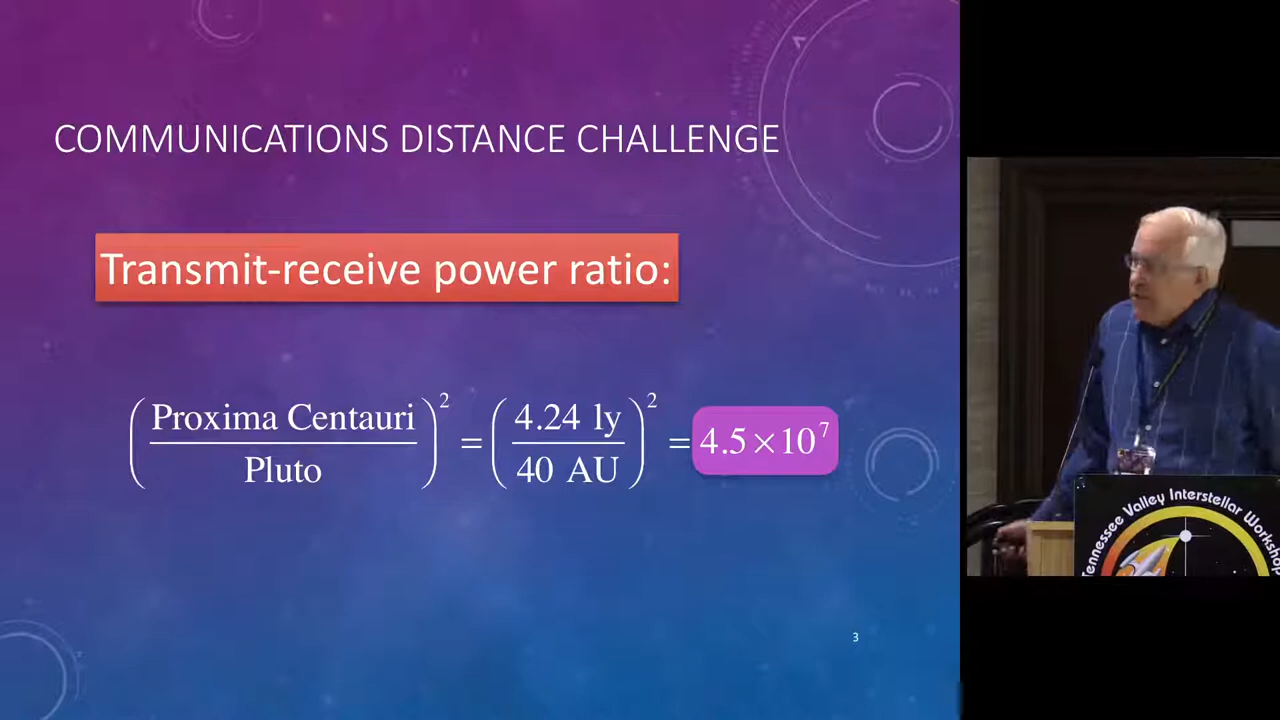 COMMUNICATIONS DISTANCE CHALLENGE
Transmit-receive power ratio:
(Proxima Centauri / Pluto)² = (4.24 ly / 40 AU)² = 4.5×10⁷
3
Tennessee Valley Interstellar Workshop